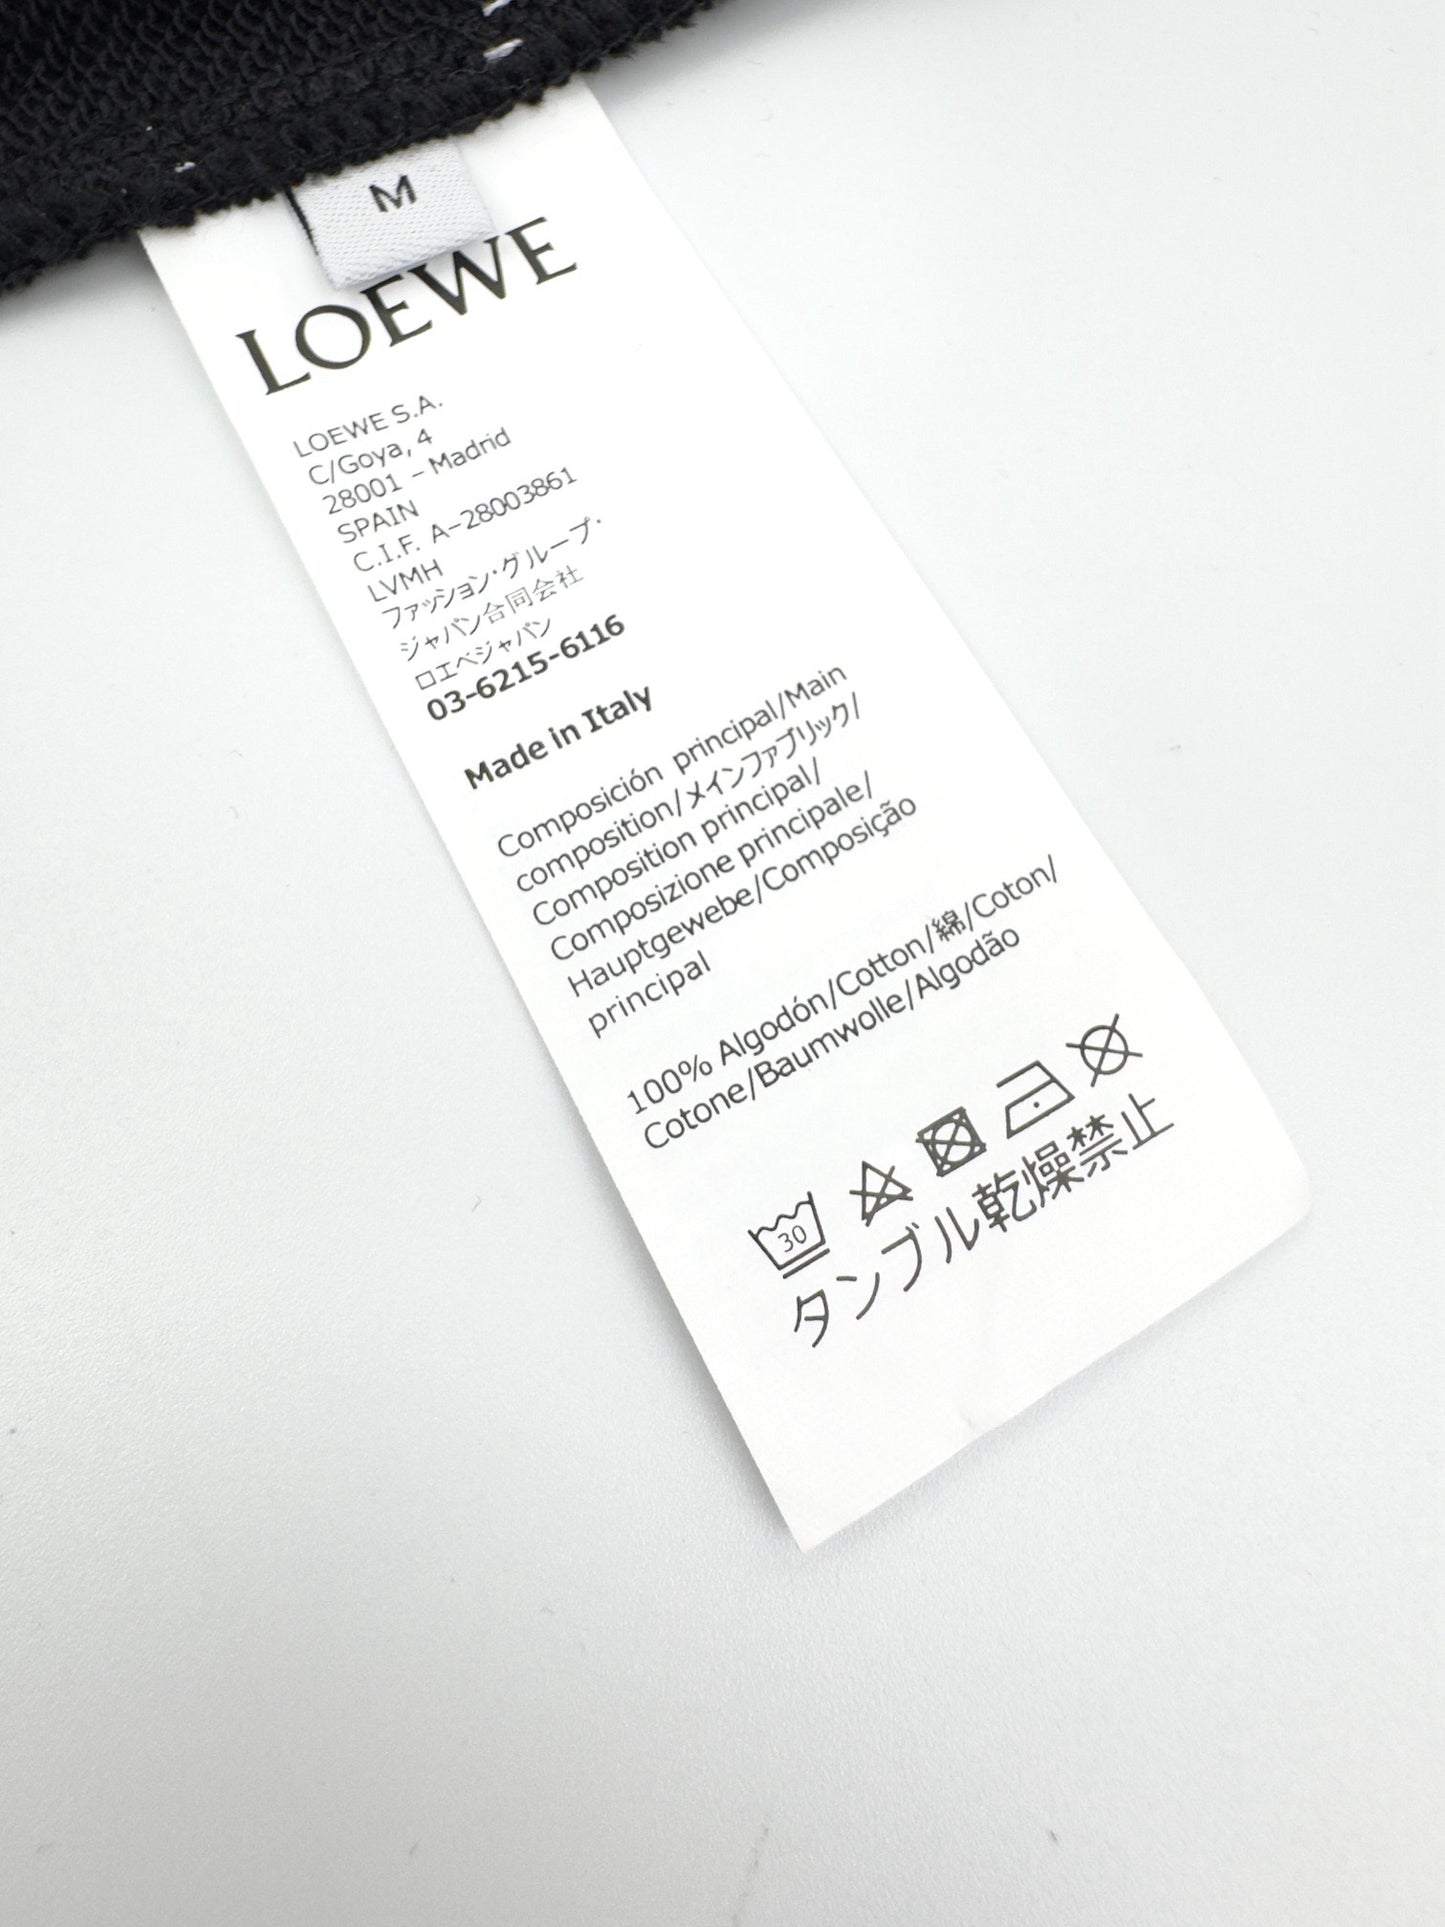 M
LOEWE
LOEWE S.A.
C/Goya, 4
28001 – Madrid
SPAIN
C.I.F. A-28003861
LVMH
ファッション・グループ・
ジャパン合同会社
ロエベジャパン
03-6215-6116
Made in Italy
Composición principal/Main
composition/メインファブリック/
Composition principal/
Composizione principale/
Hauptgewebe/Composição
principal
100% Algodón/Cotton/綿/Coton/
Cotone/Baumwolle/Algodão
30
タンブル乾燥禁止